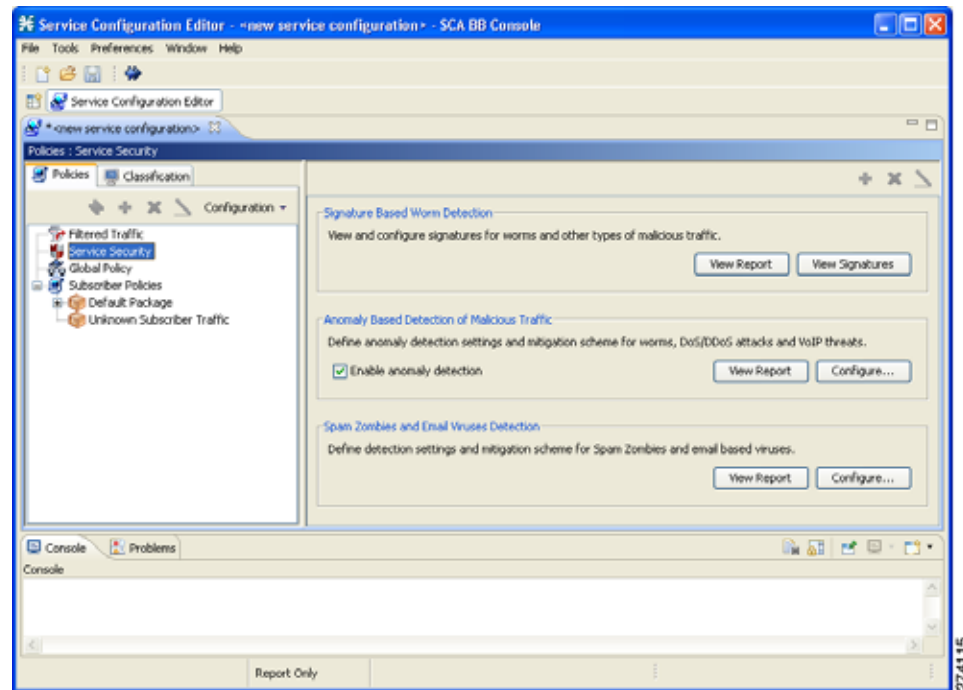 Service Configuration Editor - <new service configuration> - SCA BB Console
File Tools Preferences Window Help
Service Configuration Editor
*<new service configuration>
Policies : Service Security
Policies
Classification
Configuration
Filtered Traffic
Service Security
Global Policy
Subscriber Policies
Default Package
Unknown Subscriber Traffic
Signature Based Worm Detection
View and configure signatures for worms and other types of malicious traffic.
View Report
View Signatures
Anomaly Based Detection of Malicious Traffic
Define anomaly detection settings and mitigation scheme for worms, DoS/DDoS attacks and VoIP threats.
Enable anomaly detection
View Report
Configure...
Spam Zombies and Email Viruses Detection
Define detection settings and mitigation scheme for Spam Zombies and email based viruses.
View Report
Configure...
Console
Problems
Console
Report Only
274115